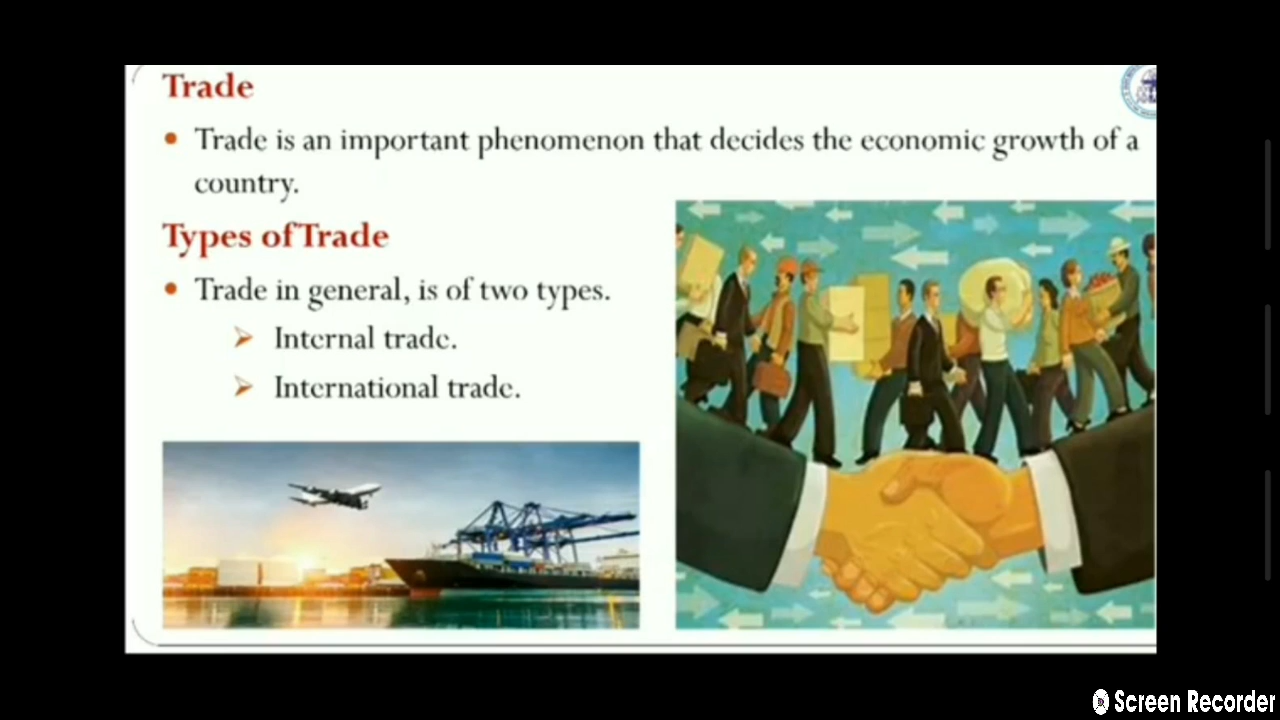 Trade
• Trade is an important phenomenon that decides the economic growth of a
country.
Types of Trade
• Trade in general, is of two types.
➢ Internal trade.
➢ International trade.
Screen Recorder